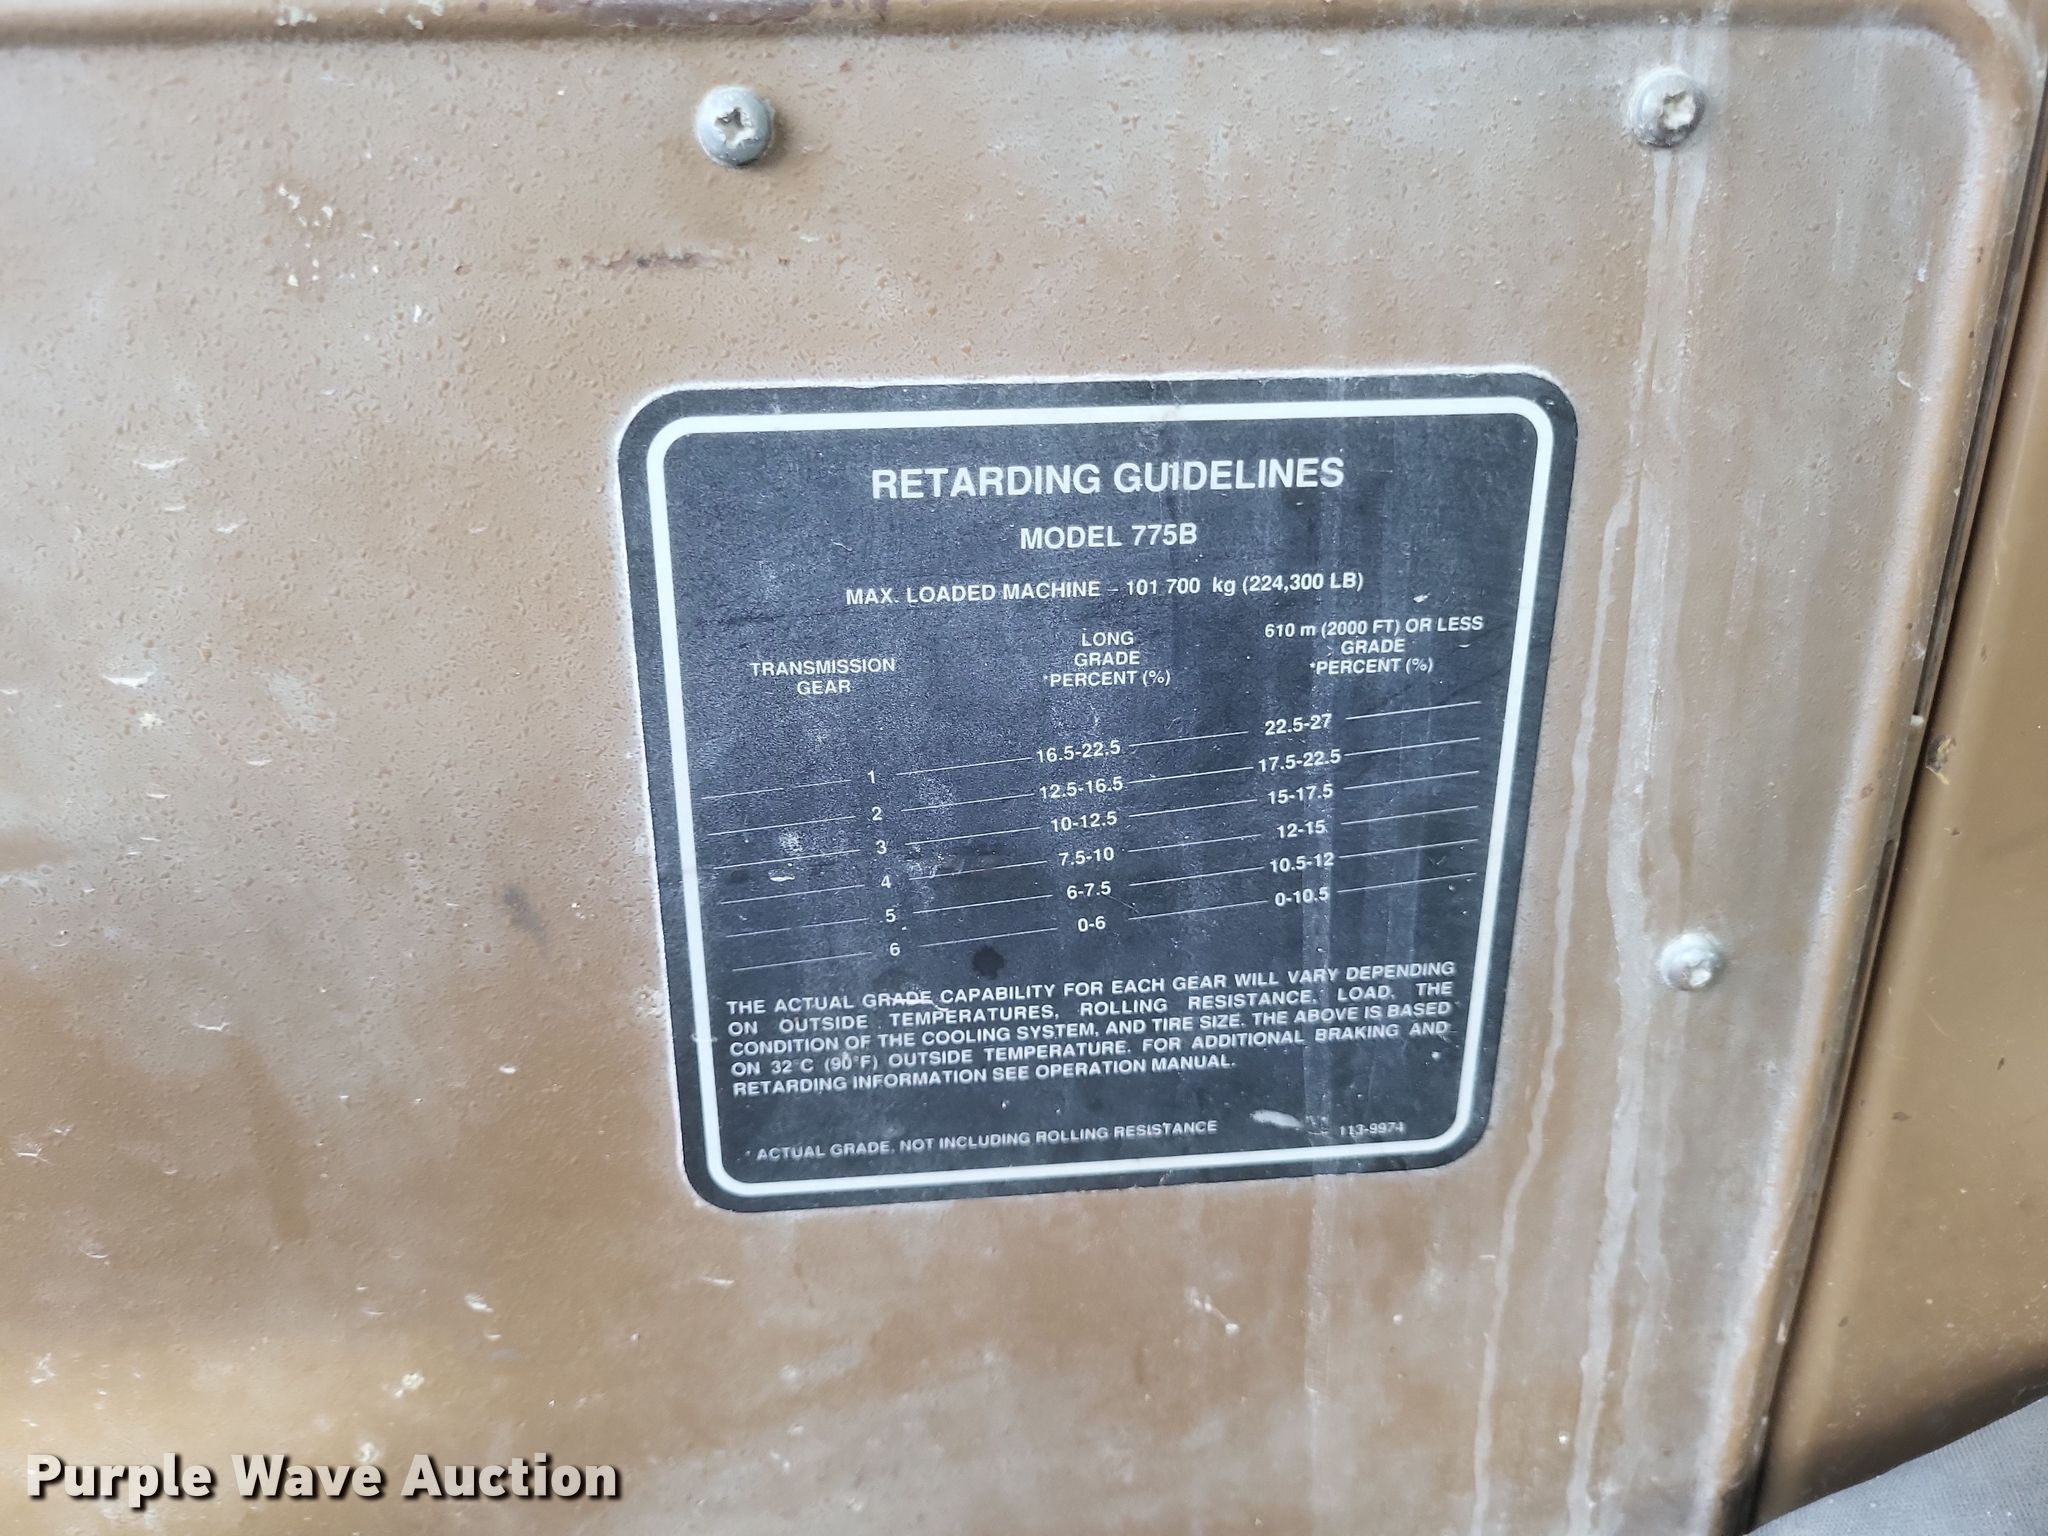 RETARDING GUIDELINES
MODEL 775B
MAX. LOADED MACHINE - 101 700 kg (224,300 LB)
TRANSMISSION
GEAR
LONG
GRADE
*PERCENT (%)
610 m (2000 FT) OR LESS
GRADE
*PERCENT (%)
1 16.5-22.5 22.5-27
2 12.5-16.5 17.5-22.5
3 10-12.5 15-17.5
4 7.5-10 12-15
5 6-7.5 10.5-12
6 0-6 0-10.5
THE ACTUAL GRADE CAPABILITY FOR EACH GEAR WILL VARY DEPENDING
ON OUTSIDE TEMPERATURES, ROLLING RESISTANCE, LOAD, THE
CONDITION OF THE COOLING SYSTEM, AND TIRE SIZE. THE ABOVE IS BASED
ON 32°C (90°F) OUTSIDE TEMPERATURE. FOR ADDITIONAL BRAKING AND
RETARDING INFORMATION SEE OPERATION MANUAL.
* ACTUAL GRADE, NOT INCLUDING ROLLING RESISTANCE
113-9974
Purple Wave Auction